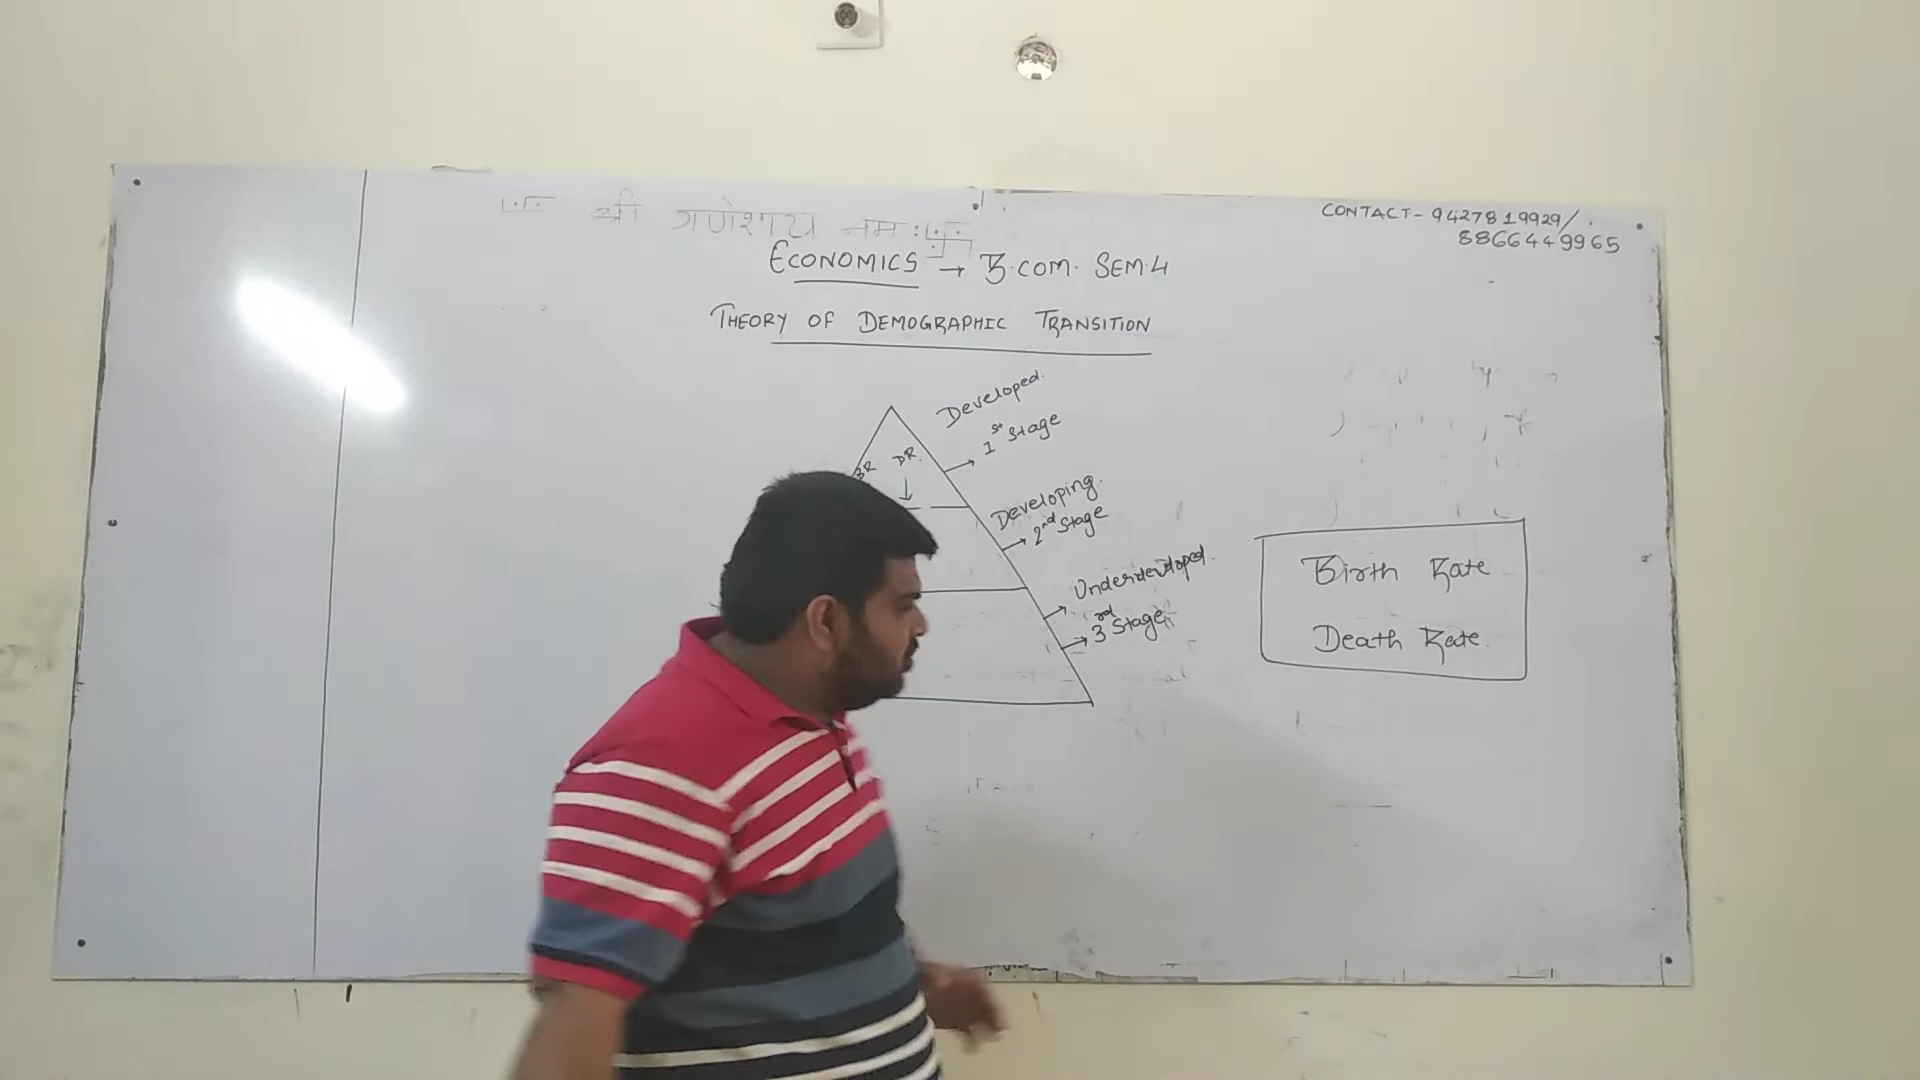 श्री गणेशाय नमः
CONTACT - 9427819929/.
8866449965
ECONOMICS → B.COM. SEM.4
THEORY OF DEMOGRAPHIC TRANSITION
Developed.
1st Stage
BR DR.
↓
Developing.
2nd Stage
Underdeveloped.
3rd Stage
Birth Rate
Death Rate.